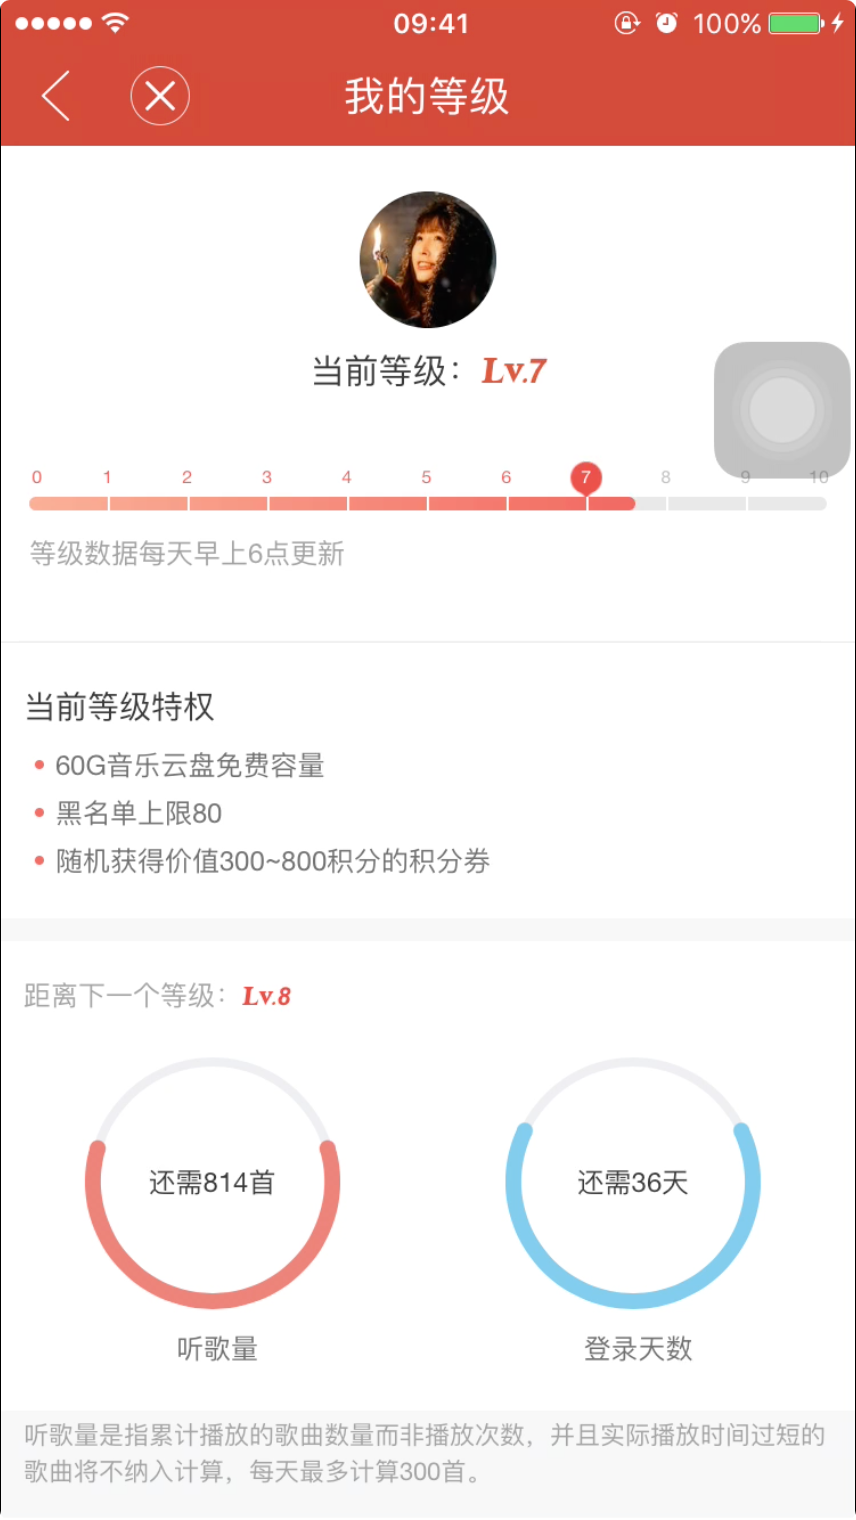 09:41
100%
我的等级
当前等级：Lv.7
0 1 2 3 4 5 6 7 8 9 10
等级数据每天早上6点更新
当前等级特权
60G音乐云盘免费容量
黑名单上限80
随机获得价值300~800积分的积分券
距离下一个等级：Lv.8
还需814首
还需36天
听歌量
登录天数
听歌量是指累计播放的歌曲数量而非播放次数，并且实际播放时间过短的
歌曲将不纳入计算，每天最多计算300首。